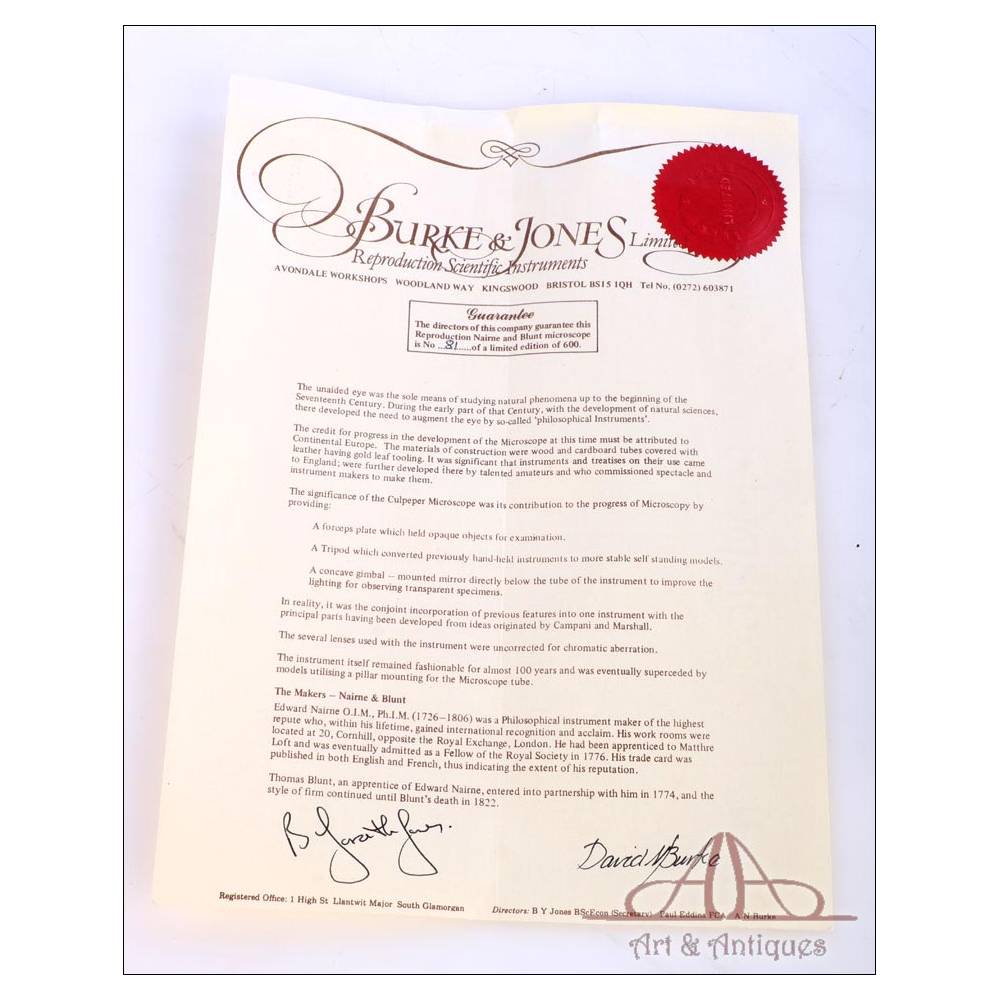 BURKE & JONES Limited
Reproduction Scientific Instruments
AVONDALE WORKSHOPS WOODLAND WAY KINGSWOOD BRISTOL BS15 1QH Tel No. (0272) 603871
LIMITED
Guarantee
The directors of this company guarantee this
Reproduction Nairne and Blunt microscope
is No ...81.....of a limited edition of 600.
The unaided eye was the sole means of studying natural phenomena up to the beginning of the
Seventeenth Century. During the early part of that Century, with the development of natural sciences,
there developed the need to augment the eye by so-called 'philosophical Instruments'.
The credit for progress in the development of the Microscope at this time must be attributed to
Continental Europe. The materials of construction were wood and cardboard tubes covered with
leather having gold leaf tooling. It was significant that instruments and treatises on their use came
to England; were further developed there by talented amateurs and who commissioned spectacle and
instrument makers to make them.
The significance of the Culpeper Microscope was its contribution to the progress of Microscopy by
providing:
A forceps plate which held opaque objects for examination.
A Tripod which converted previously hand-held instruments to more stable self standing models.
A concave gimbal – mounted mirror directly below the tube of the instrument to improve the
lighting for observing transparent specimens.
In reality, it was the conjoint incorporation of previous features into one instrument with the
principal parts having been developed from ideas originated by Campani and Marshall.
The several lenses used with the instrument were uncorrected for chromatic aberration.
The instrument itself remained fashionable for almost 100 years and was eventually superceded by
models utilising a pillar mounting for the Microscope tube.
The Makers – Nairne & Blunt
Edward Nairne O.I.M., Ph.I.M. (1726–1806) was a Philosophical instrument maker of the highest
repute who, within his lifetime, gained international recognition and acclaim. His work rooms were
located at 20, Cornhill, opposite the Royal Exchange, London. He had been apprenticed to Matthre
Loft and was eventually admitted as a Fellow of the Royal Society in 1776. His trade card was
published in both English and French, thus indicating the extent of his reputation.
Thomas Blunt, an apprentice of Edward Nairne, entered into partnership with him in 1774, and the
style of firm continued until Blunt's death in 1822.
B Jones.
David Burke
Registered Office: 1 High St Llantwit Major South Glamorgan
Directors: B Y Jones BScEcon (Secretary) Paul Eddins FCA A N Burke
Art & Antiques